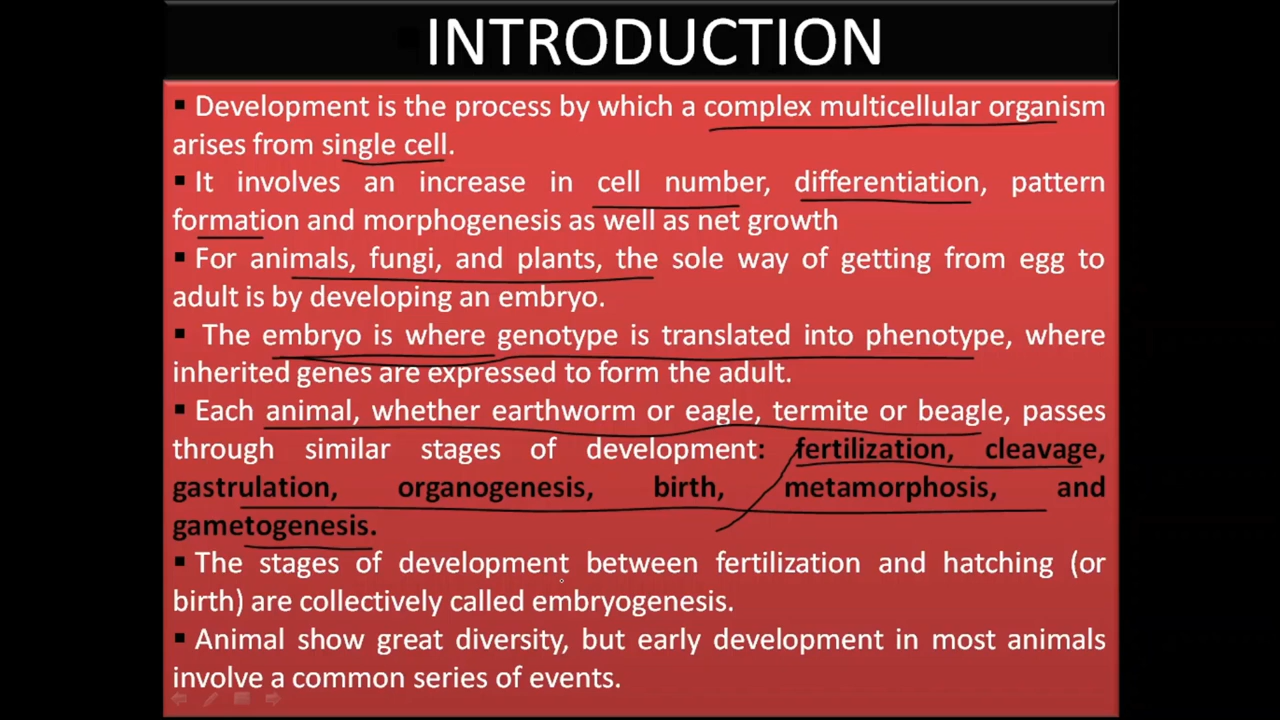 INTRODUCTION
▪ Development is the process by which a complex multicellular organism
arises from single cell.
▪ It involves an increase in cell number, differentiation, pattern
formation and morphogenesis as well as net growth
▪ For animals, fungi, and plants, the sole way of getting from egg to
adult is by developing an embryo.
▪ The embryo is where genotype is translated into phenotype, where
inherited genes are expressed to form the adult.
▪ Each animal, whether earthworm or eagle, termite or beagle, passes
through similar stages of development: fertilization, cleavage,
gastrulation, organogenesis, birth, metamorphosis, and
gametogenesis.
▪ The stages of development between fertilization and hatching (or
birth) are collectively called embryogenesis.
▪ Animal show great diversity, but early development in most animals
involve a common series of events.